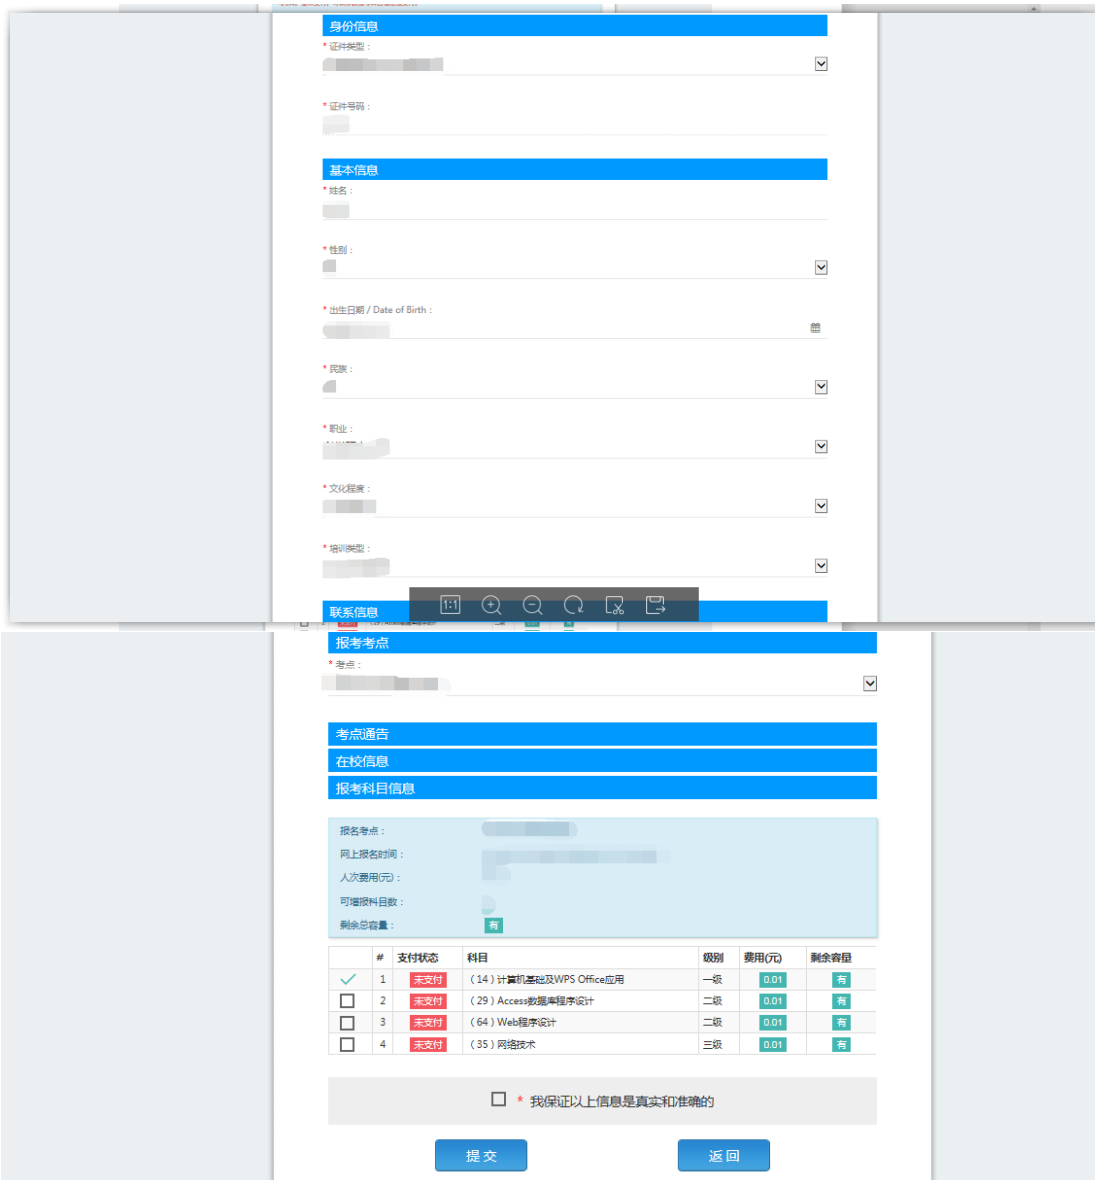 身份信息
* 证件类型：
* 证件号码：
基本信息
* 姓名：
* 性别：
* 出生日期 / Date of Birth：
* 民族：
* 职业：
* 文化程度：
* 培训类型：
联系信息
1:1
报考考点
* 考点：
考点通告
在校信息
报考科目信息
报名考点：
网上报名时间：
人次费用(元)：
可增报科目数：
剩余总容量： 有
# 支付状态 科目 级别 费用(元) 剩余容量
1 未支付 （14）计算机基础及WPS Office应用 一级 0.01 有
2 未支付 （29）Access数据库程序设计 二级 0.01 有
3 未支付 （64）Web程序设计 二级 0.01 有
4 未支付 （35）网络技术 三级 0.01 有
* 我保证以上信息是真实和准确的
提交 返回